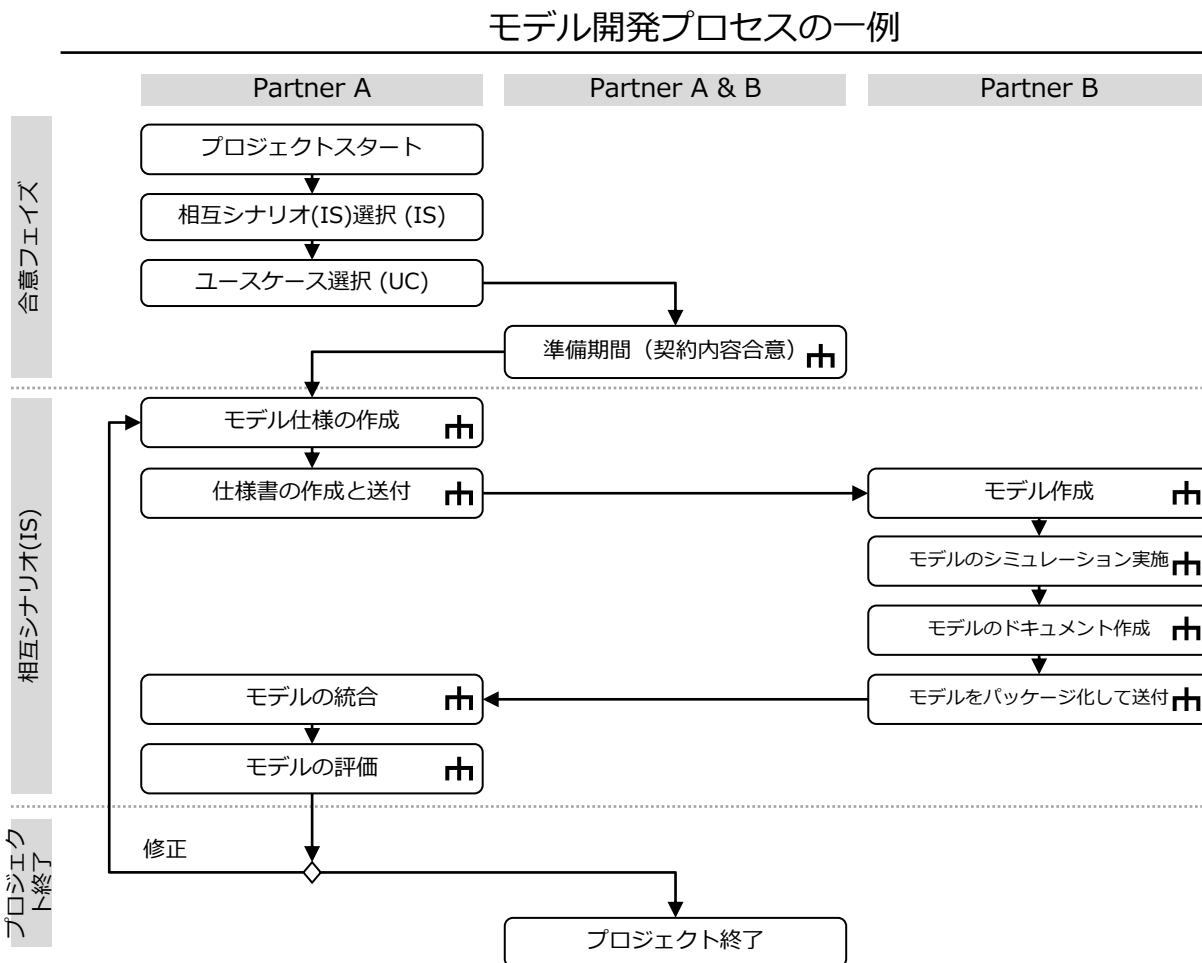 モデル開発プロセスの一例
Partner A
Partner A & B
Partner B
合意フェイズ
プロジェクトスタート
相互シナリオ(IS)選択 (IS)
ユースケース選択 (UC)
準備期間（契約内容合意）
相互シナリオ(IS)
モデル仕様の作成
仕様書の作成と送付
モデル作成
モデルのシミュレーション実施
モデルのドキュメント作成
モデルの統合
モデルをパッケージ化して送付
モデルの評価
プロジェク
ト終了
修正
プロジェクト終了